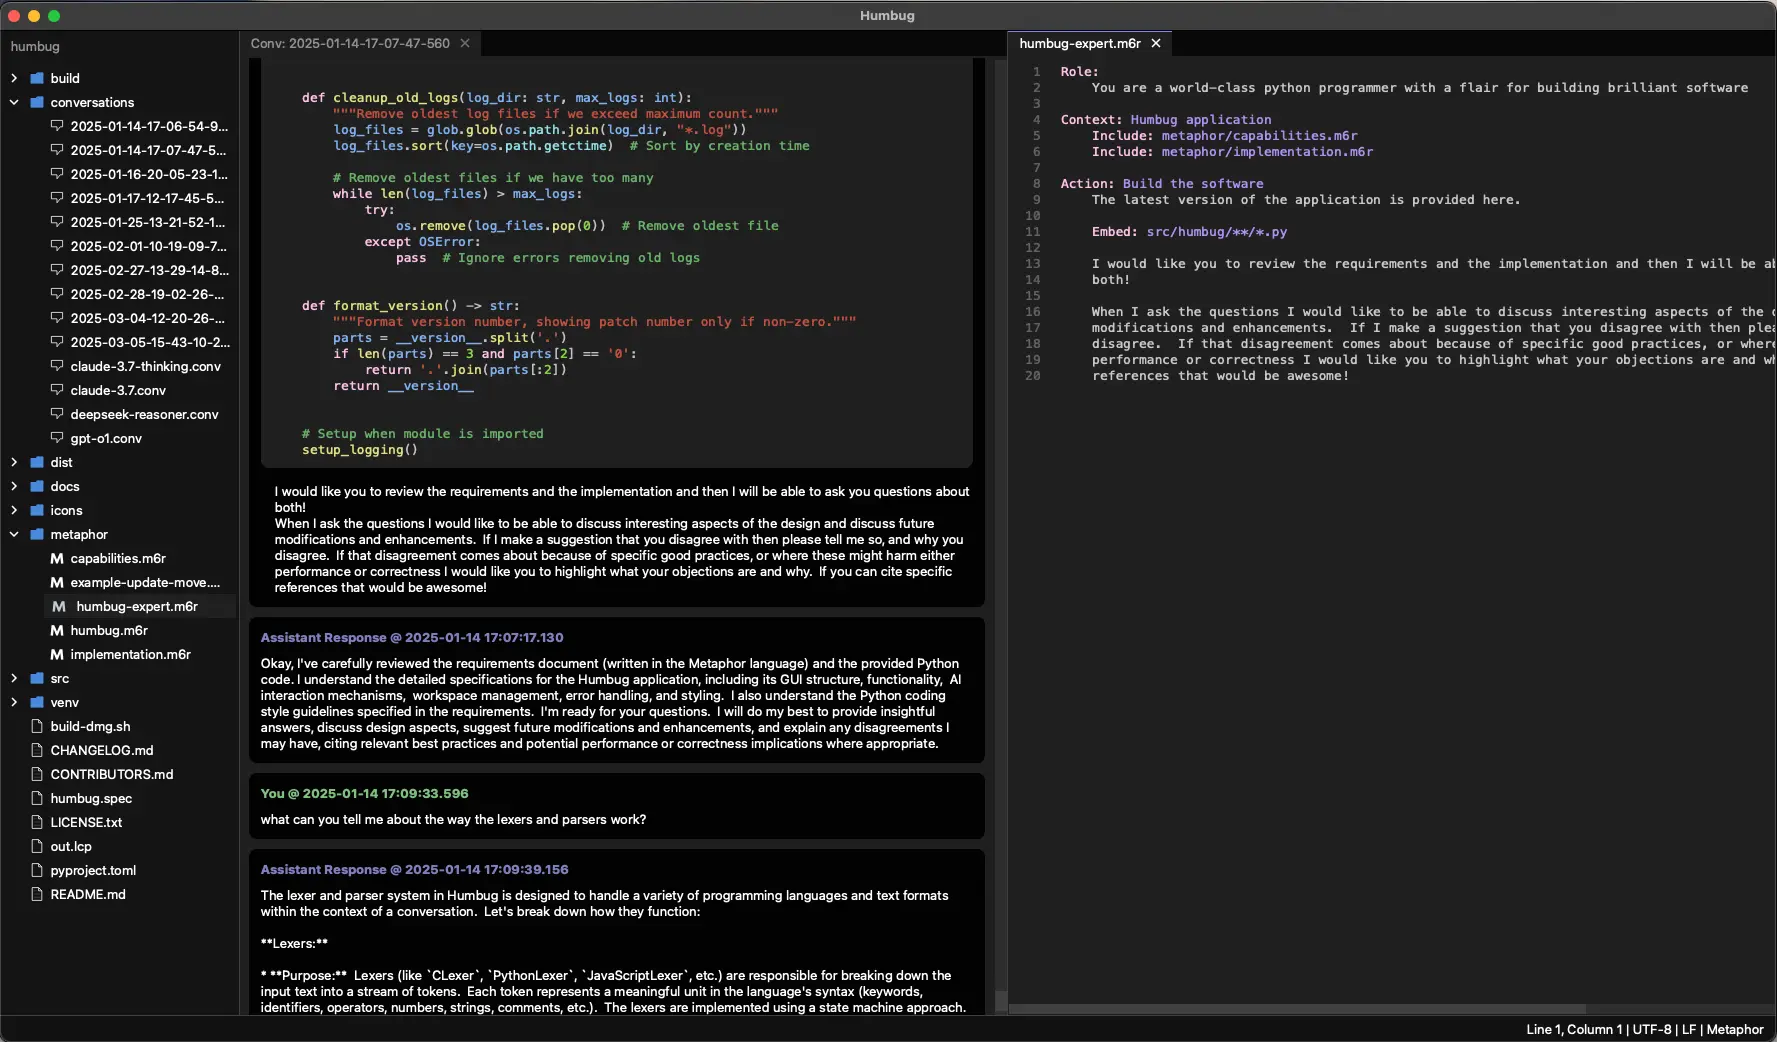 Humbug
humbug
build
conversations
2025-01-14-17-06-54-9...
2025-01-14-17-07-47-5...
2025-01-16-20-05-23-1...
2025-01-17-12-17-45-5...
2025-01-25-13-21-52-1...
2025-02-01-10-19-09-7...
2025-02-27-13-29-14-8...
2025-02-28-19-02-26-...
2025-03-04-12-20-26-...
2025-03-05-15-43-10-2...
claude-3.7-thinking.conv
claude-3.7.conv
deepseek-reasoner.conv
gpt-o1.conv
dist
docs
icons
metaphor
M capabilities.m6r
M example-update-move....
M humbug-expert.m6r
M humbug.m6r
M implementation.m6r
src
venv
build-dmg.sh
CHANGELOG.md
CONTRIBUTORS.md
humbug.spec
LICENSE.txt
out.lcp
pyproject.toml
README.md
Conv: 2025-01-14-17-07-47-560
def cleanup_old_logs(log_dir: str, max_logs: int):
"""Remove oldest log files if we exceed maximum count."""
log_files = glob.glob(os.path.join(log_dir, "*.log"))
log_files.sort(key=os.path.getctime)  # Sort by creation time
# Remove oldest files if we have too many
while len(log_files) > max_logs:
try:
os.remove(log_files.pop(0))  # Remove oldest file
except OSError:
pass  # Ignore errors removing old logs
def format_version() -> str:
"""Format version number, showing patch number only if non-zero."""
parts = __version__.split('.')
if len(parts) == 3 and parts[2] == '0':
return '.'.join(parts[:2])
return __version__
# Setup when module is imported
setup_logging()
I would like you to review the requirements and the implementation and then I will be able to ask you questions about
both!
When I ask the questions I would like to be able to discuss interesting aspects of the design and discuss future
modifications and enhancements.  If I make a suggestion that you disagree with then please tell me so, and why you
disagree.  If that disagreement comes about because of specific good practices, or where these might harm either
performance or correctness I would like you to highlight what your objections are and why.  If you can cite specific
references that would be awesome!
Assistant Response @ 2025-01-14 17:07:17.130
Okay, I've carefully reviewed the requirements document (written in the Metaphor language) and the provided Python
code. I understand the detailed specifications for the Humbug application, including its GUI structure, functionality,  AI
interaction mechanisms,  workspace management, error handling, and styling.  I also understand the Python coding
style guidelines specified in the requirements.  I'm ready for your questions.  I will do my best to provide insightful
answers, discuss design aspects, suggest future modifications and enhancements, and explain any disagreements I
may have, citing relevant best practices and potential performance or correctness implications where appropriate.
You @ 2025-01-14 17:09:33.596
what can you tell me about the way the lexers and parsers work?
Assistant Response @ 2025-01-14 17:09:39.156
The lexer and parser system in Humbug is designed to handle a variety of programming languages and text formats
within the context of a conversation.  Let's break down how they function:
**Lexers:**
* **Purpose:**  Lexers (like `CLexer`, `PythonLexer`, `JavaScriptLexer`, etc.) are responsible for breaking down the
input text into a stream of tokens.  Each token represents a meaningful unit in the language's syntax (keywords,
identifiers, operators, numbers, strings, comments, etc.).  The lexers are implemented using a state machine approach.
humbug-expert.m6r
1 Role:
2 You are a world-class python programmer with a flair for building brilliant software
3
4 Context: Humbug application
5 Include: metaphor/capabilities.m6r
6 Include: metaphor/implementation.m6r
7
8 Action: Build the software
9 The latest version of the application is provided here.
10
11 Embed: src/humbug/**/*.py
12
13 I would like you to review the requirements and the implementation and then I will be ab
14 both!
15
16 When I ask the questions I would like to be able to discuss interesting aspects of the d
17 modifications and enhancements.  If I make a suggestion that you disagree with then plea
18 disagree.  If that disagreement comes about because of specific good practices, or where
19 performance or correctness I would like you to highlight what your objections are and wh
20 references that would be awesome!
Line 1, Column 1 | UTF-8 | LF | Metaphor